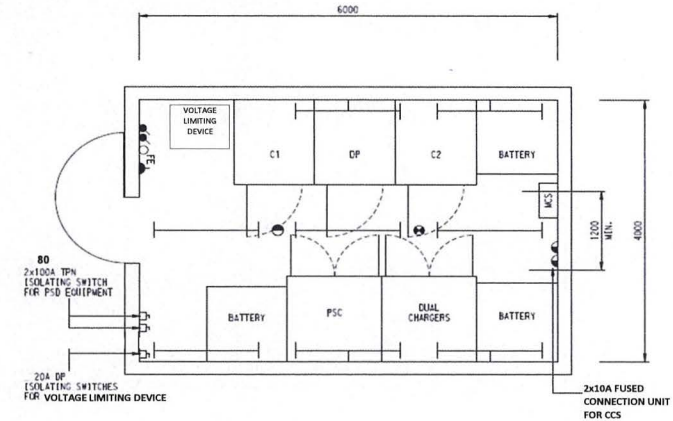 6000
VOLTAGE
LIMITING
DEVICE
C1
DP
C2
BATTERY
FE
MCS
1200
MIN.
4000
80
2x100A TPN
ISOLATING SWITCH
FOR PSD EQUIPMENT
BATTERY
PSC
DUAL
CHARGERS
BATTERY
20A DP
ISOLATING SWITCHES
FOR VOLTAGE LIMITING DEVICE
2x10A FUSED
CONNECTION UNIT
FOR CCS